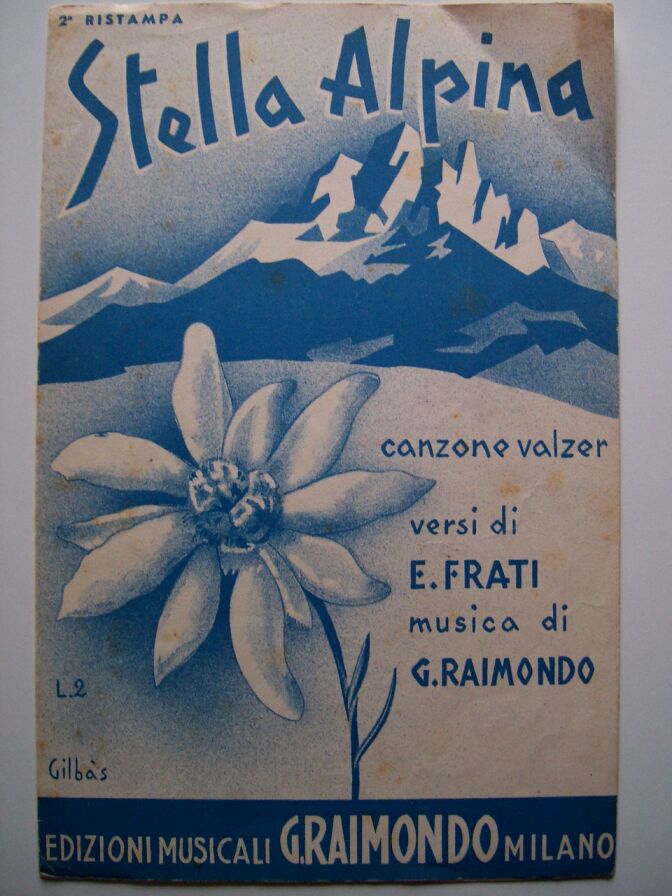 2ª RISTAMPA
Stella Alpina
canzone valzer
versi di
E. FRATI
musica di
G. RAIMONDO
L.2
Gilbàs
EDIZIONI MUSICALI G.RAIMONDO MILANO